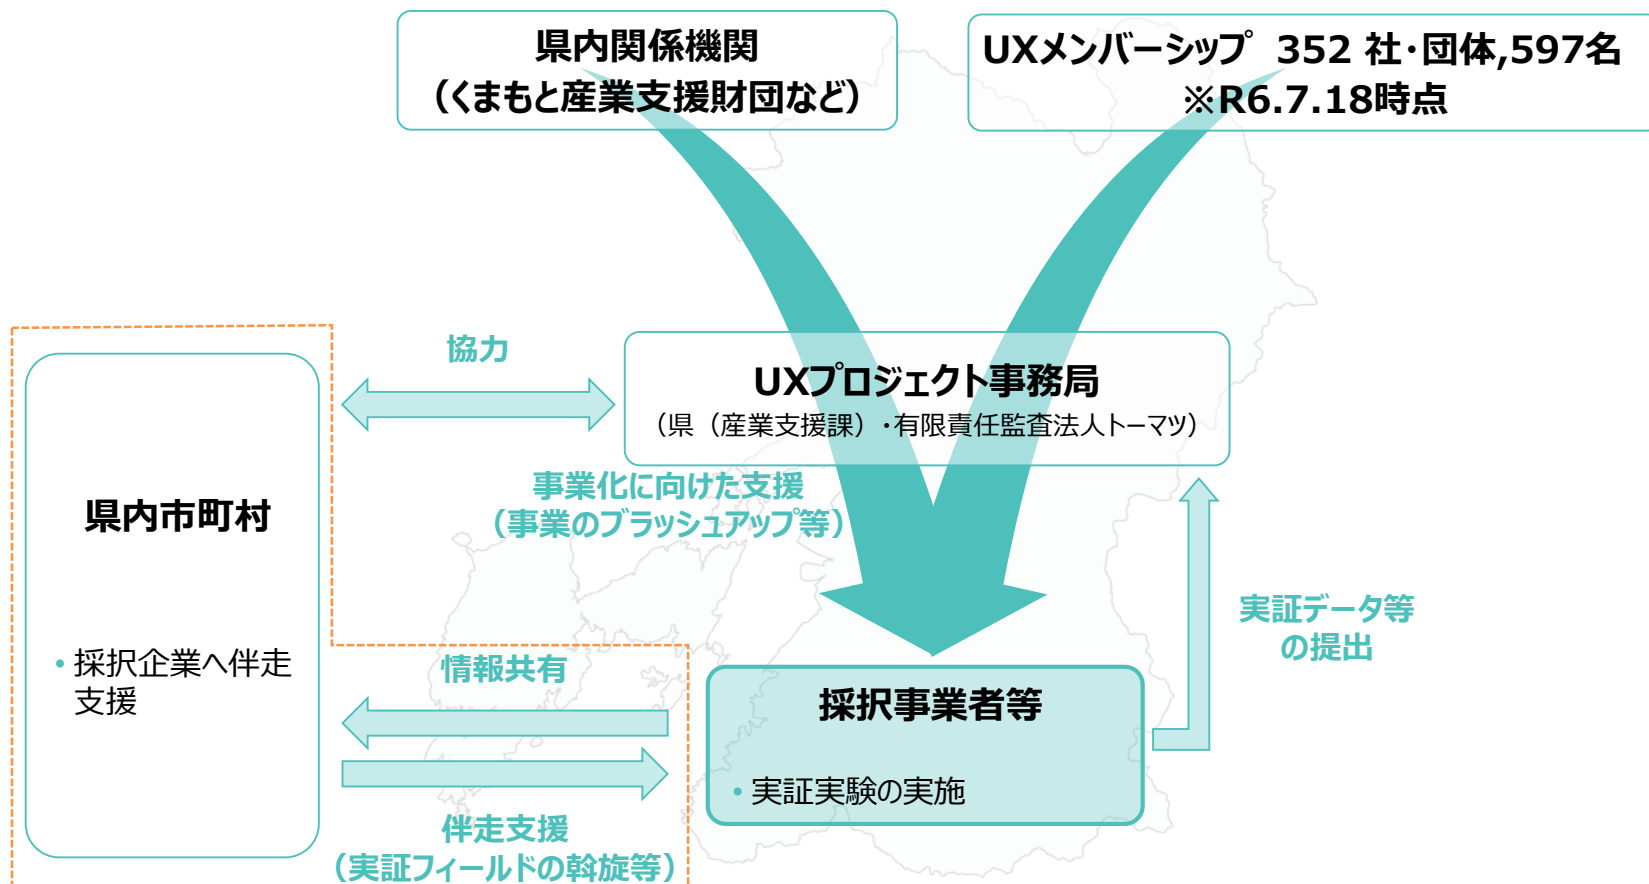 県内関係機関
（くまもと産業支援財団など）
UXメンバーシップ 352 社・団体,597名
※R6.7.18時点
協力
UXプロジェクト事務局
（県（産業支援課）・有限責任監査法人トーマツ）
事業化に向けた支援
（事業のブラッシュアップ等）
県内市町村
・採択企業へ伴走
支援
実証データ等
の提出
情報共有
採択事業者等
・実証実験の実施
伴走支援
（実証フィールドの斡旋等）